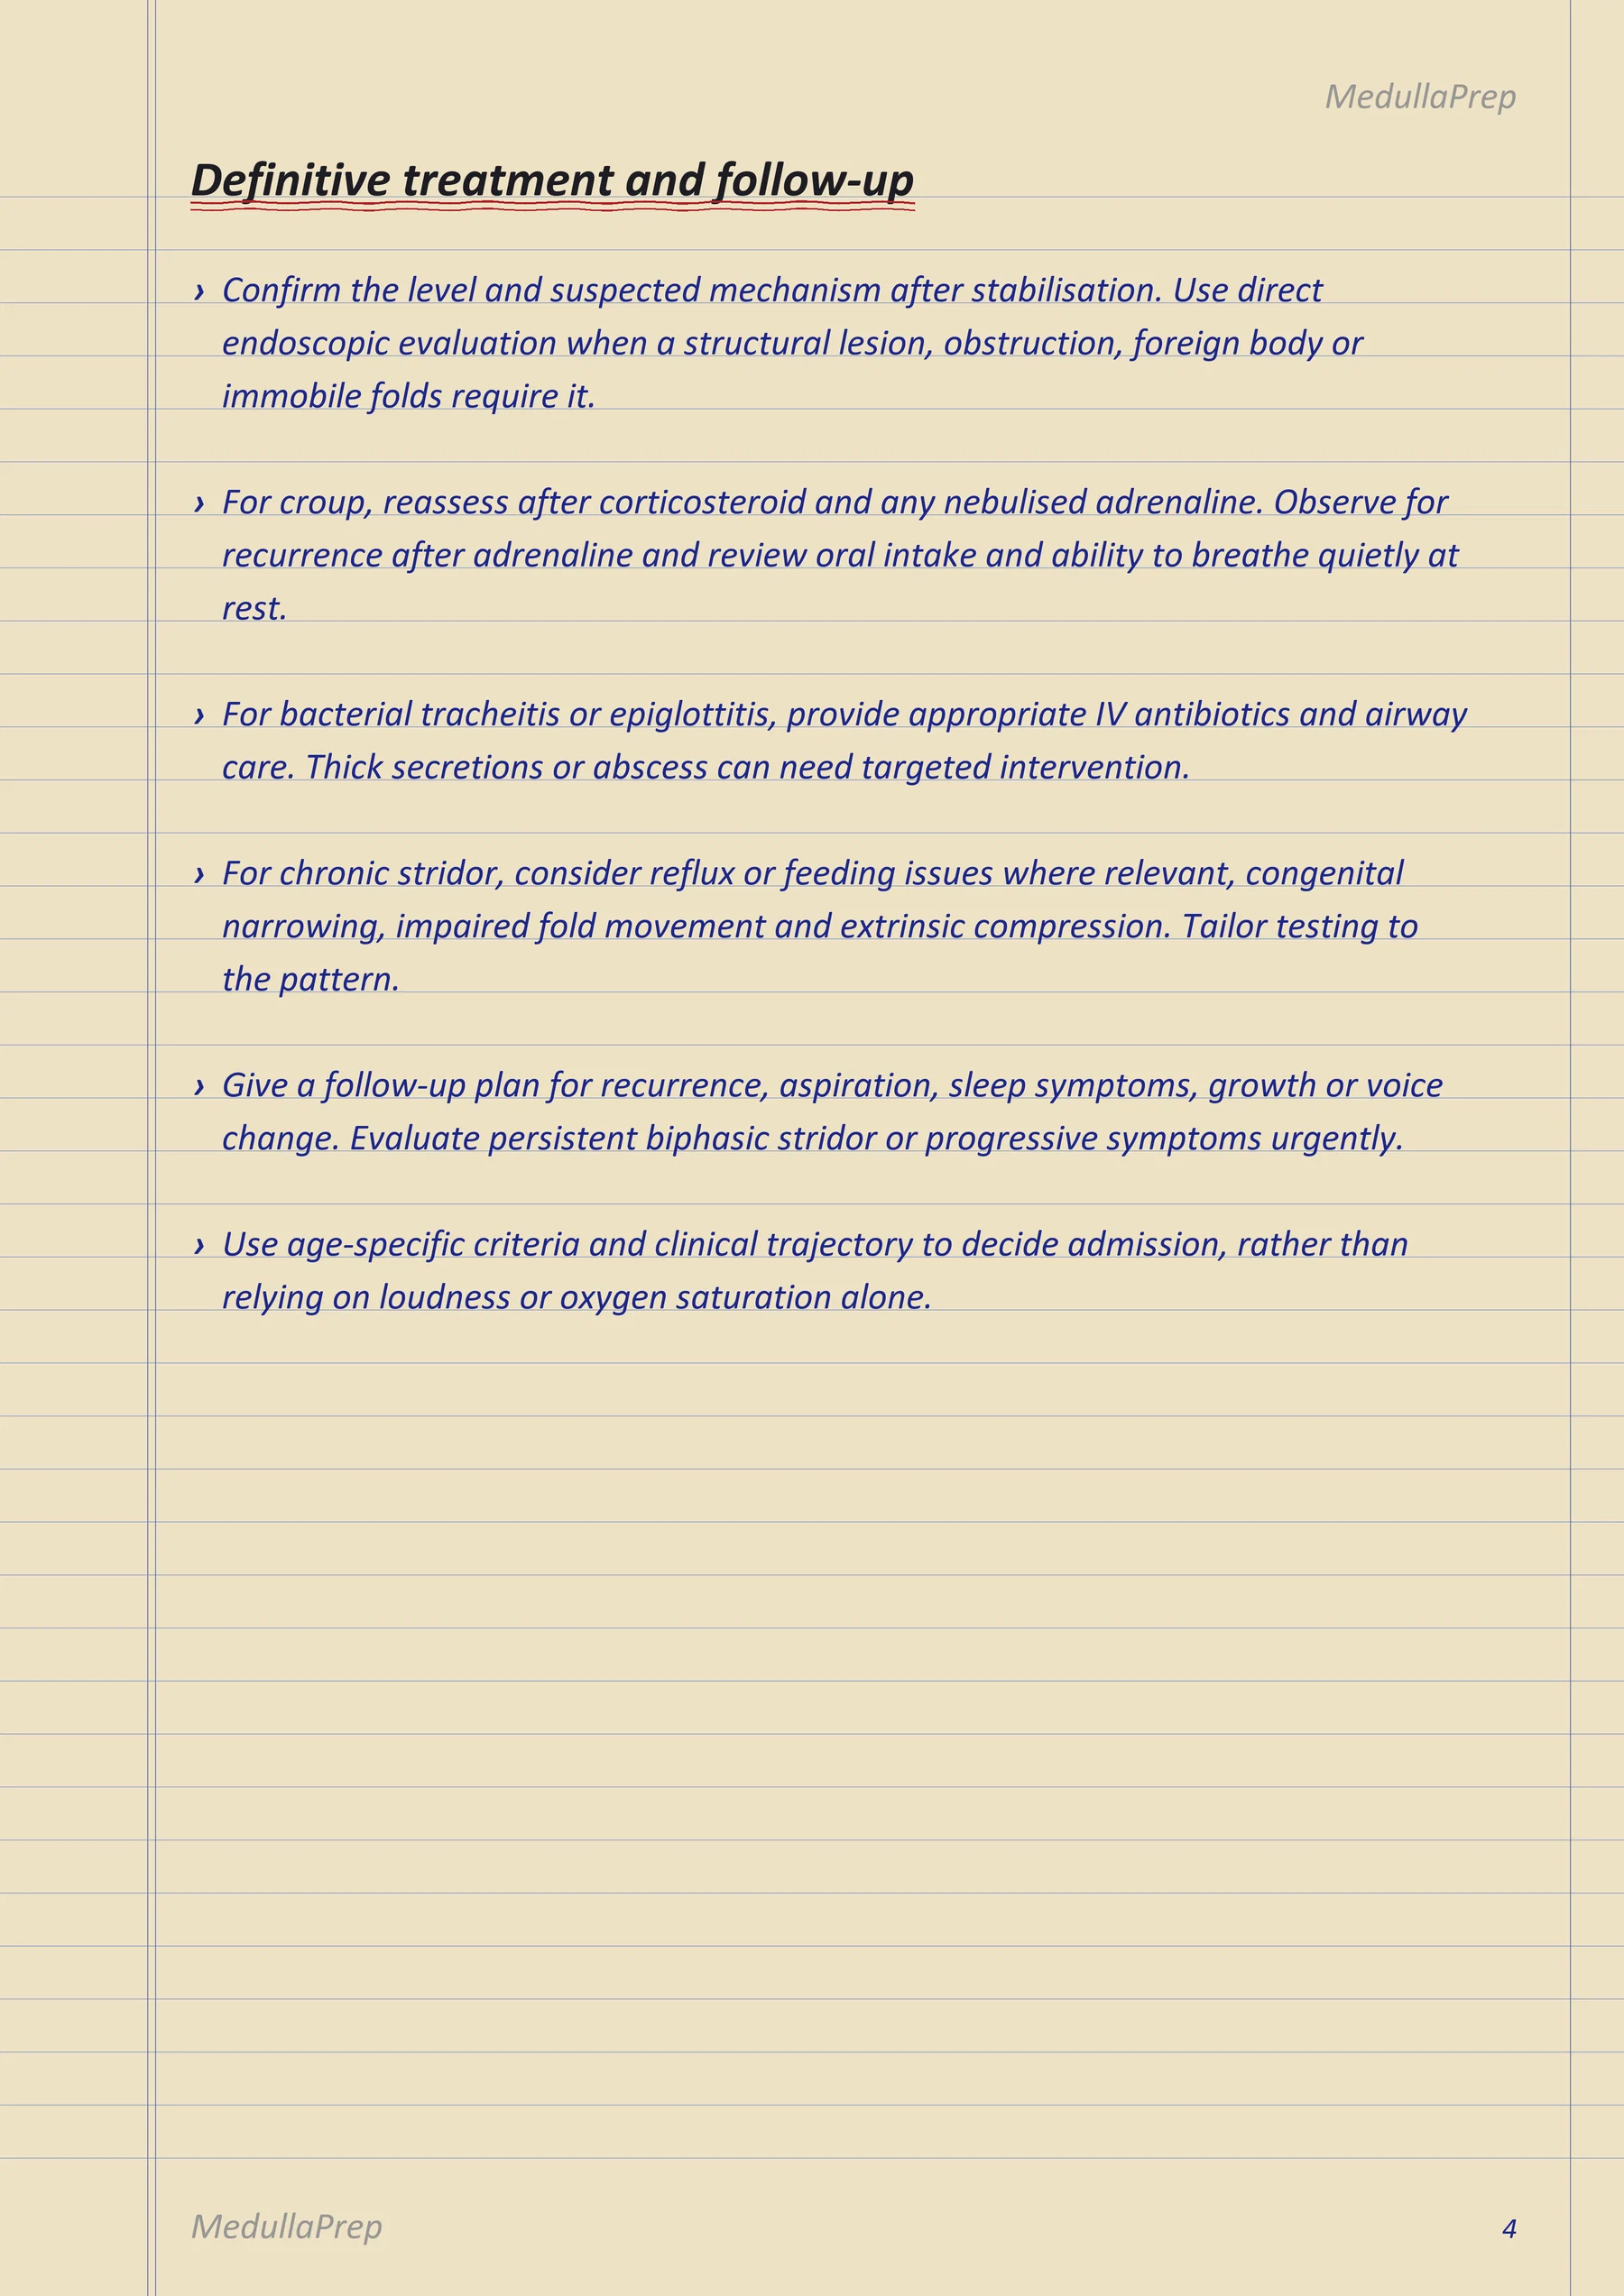 MedullaPrep
Definitive treatment and follow-up
› Confirm the level and suspected mechanism after stabilisation. Use direct
endoscopic evaluation when a structural lesion, obstruction, foreign body or
immobile folds require it.
› For croup, reassess after corticosteroid and any nebulised adrenaline. Observe for
recurrence after adrenaline and review oral intake and ability to breathe quietly at
rest.
› For bacterial tracheitis or epiglottitis, provide appropriate IV antibiotics and airway
care. Thick secretions or abscess can need targeted intervention.
› For chronic stridor, consider reflux or feeding issues where relevant, congenital
narrowing, impaired fold movement and extrinsic compression. Tailor testing to
the pattern.
› Give a follow-up plan for recurrence, aspiration, sleep symptoms, growth or voice
change. Evaluate persistent biphasic stridor or progressive symptoms urgently.
› Use age-specific criteria and clinical trajectory to decide admission, rather than
relying on loudness or oxygen saturation alone.
MedullaPrep
4